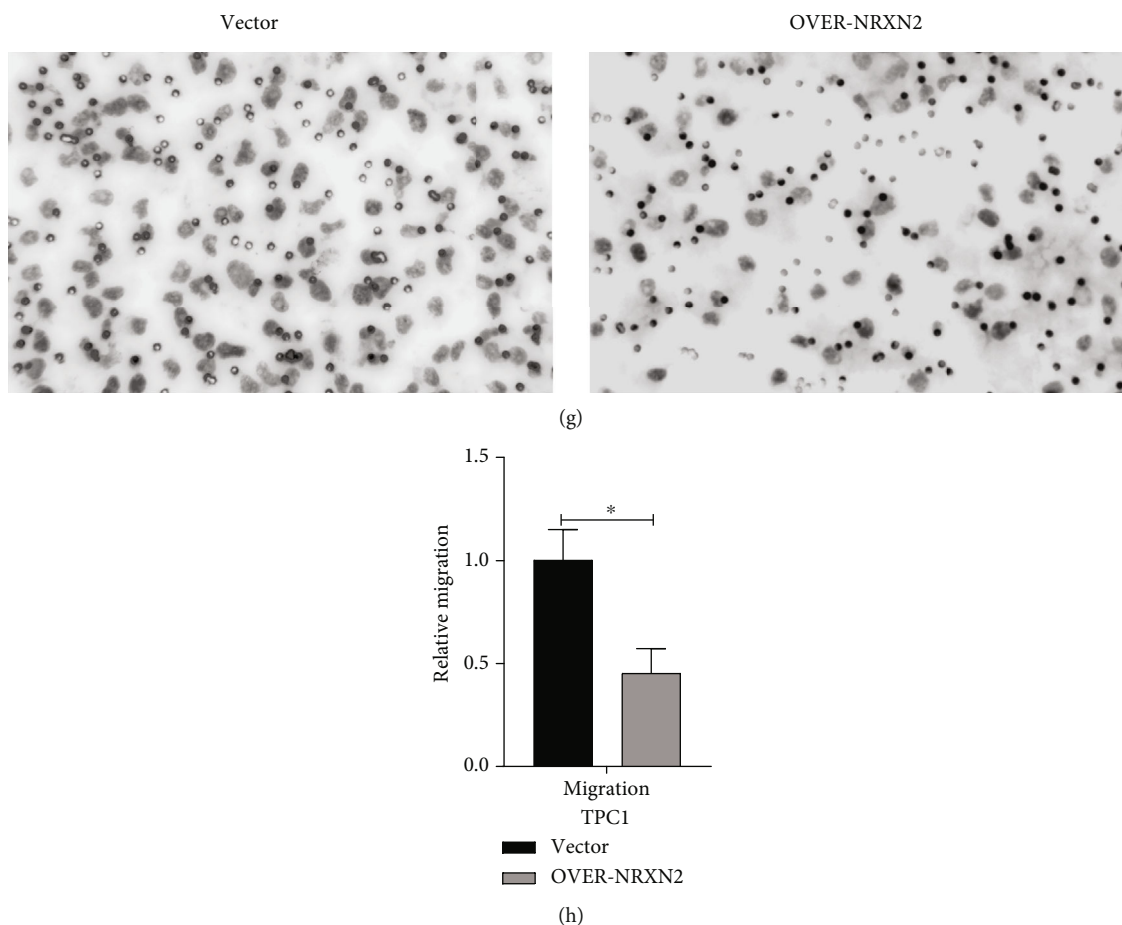 Vector
OVER-NRXN2
(g)
1.5
*
1.0
Relative migration
0.5
0.0
Migration
TPC1
Vector
OVER-NRXN2
(h)